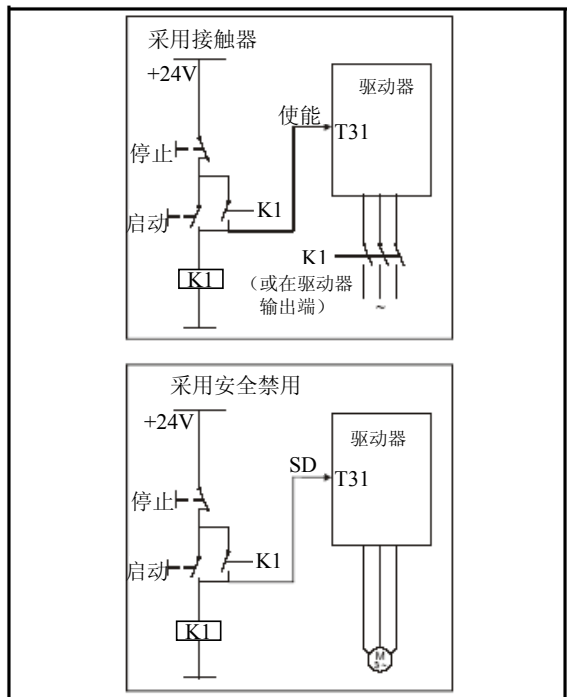 采用接触器
+24V
驱动器
使能
T31
停止
K1
启动
K1
K1
（或在驱动器
输出端）
~
采用安全禁用
+24V
驱动器
SD
T31
停止
K1
启动
K1
M
3~